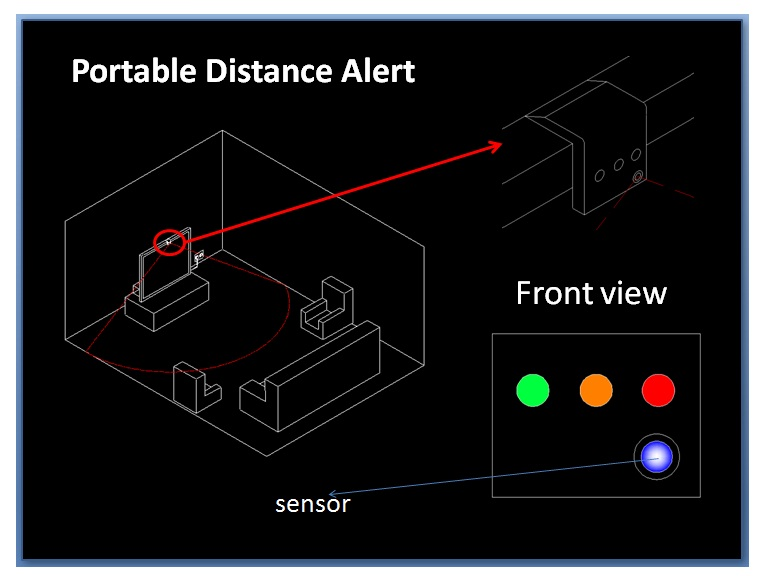 Portable Distance Alert
Front view
sensor